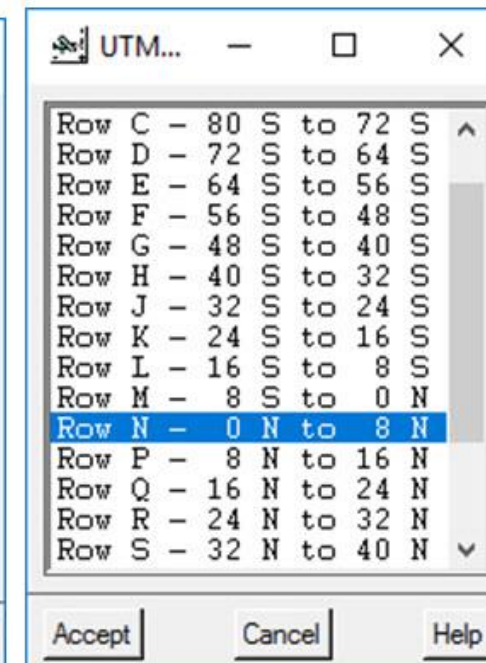 UTM...
Row C - 80 S to 72 S
Row D - 72 S to 64 S
Row E - 64 S to 56 S
Row F - 56 S to 48 S
Row G - 48 S to 40 S
Row H - 40 S to 32 S
Row J - 32 S to 24 S
Row K - 24 S to 16 S
Row L - 16 S to 8 S
Row M - 8 S to 0 N
Row N - 0 N to 8 N
Row P - 8 N to 16 N
Row Q - 16 N to 24 N
Row R - 24 N to 32 N
Row S - 32 N to 40 N
Accept Cancel Help